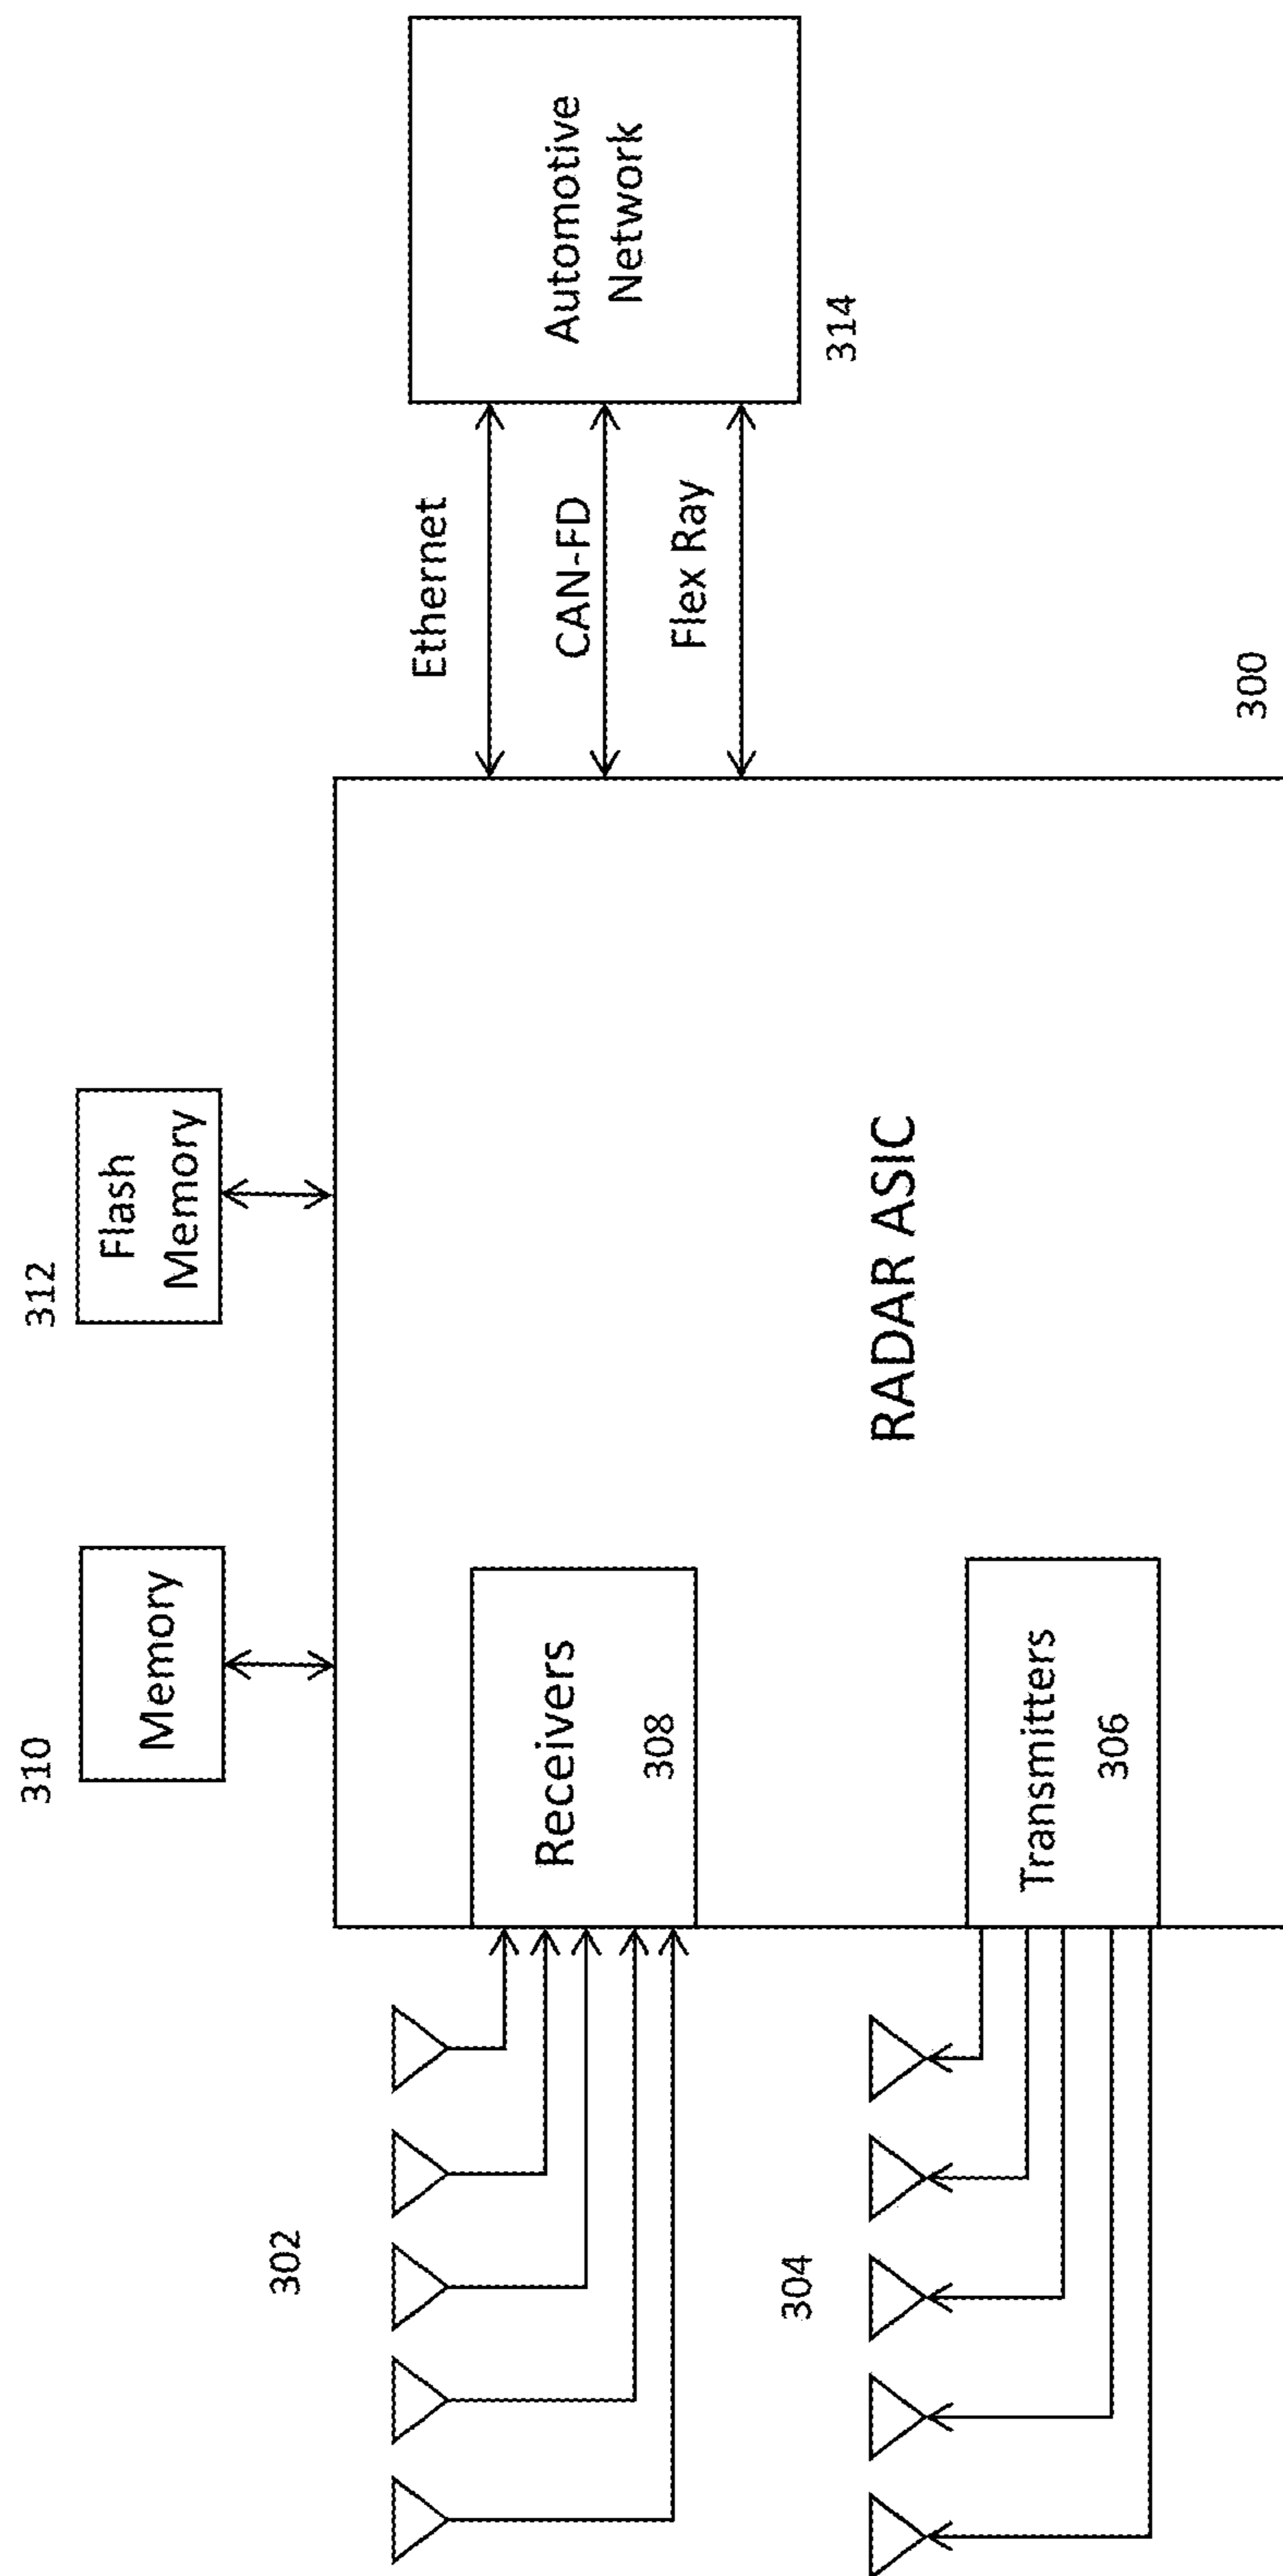 310
Memory
312
Flash
Memory
302
Receivers
308
304
Transmitters
306
RADAR ASIC
300
Ethernet
CAN-FD
Flex Ray
Automotive
Network
314